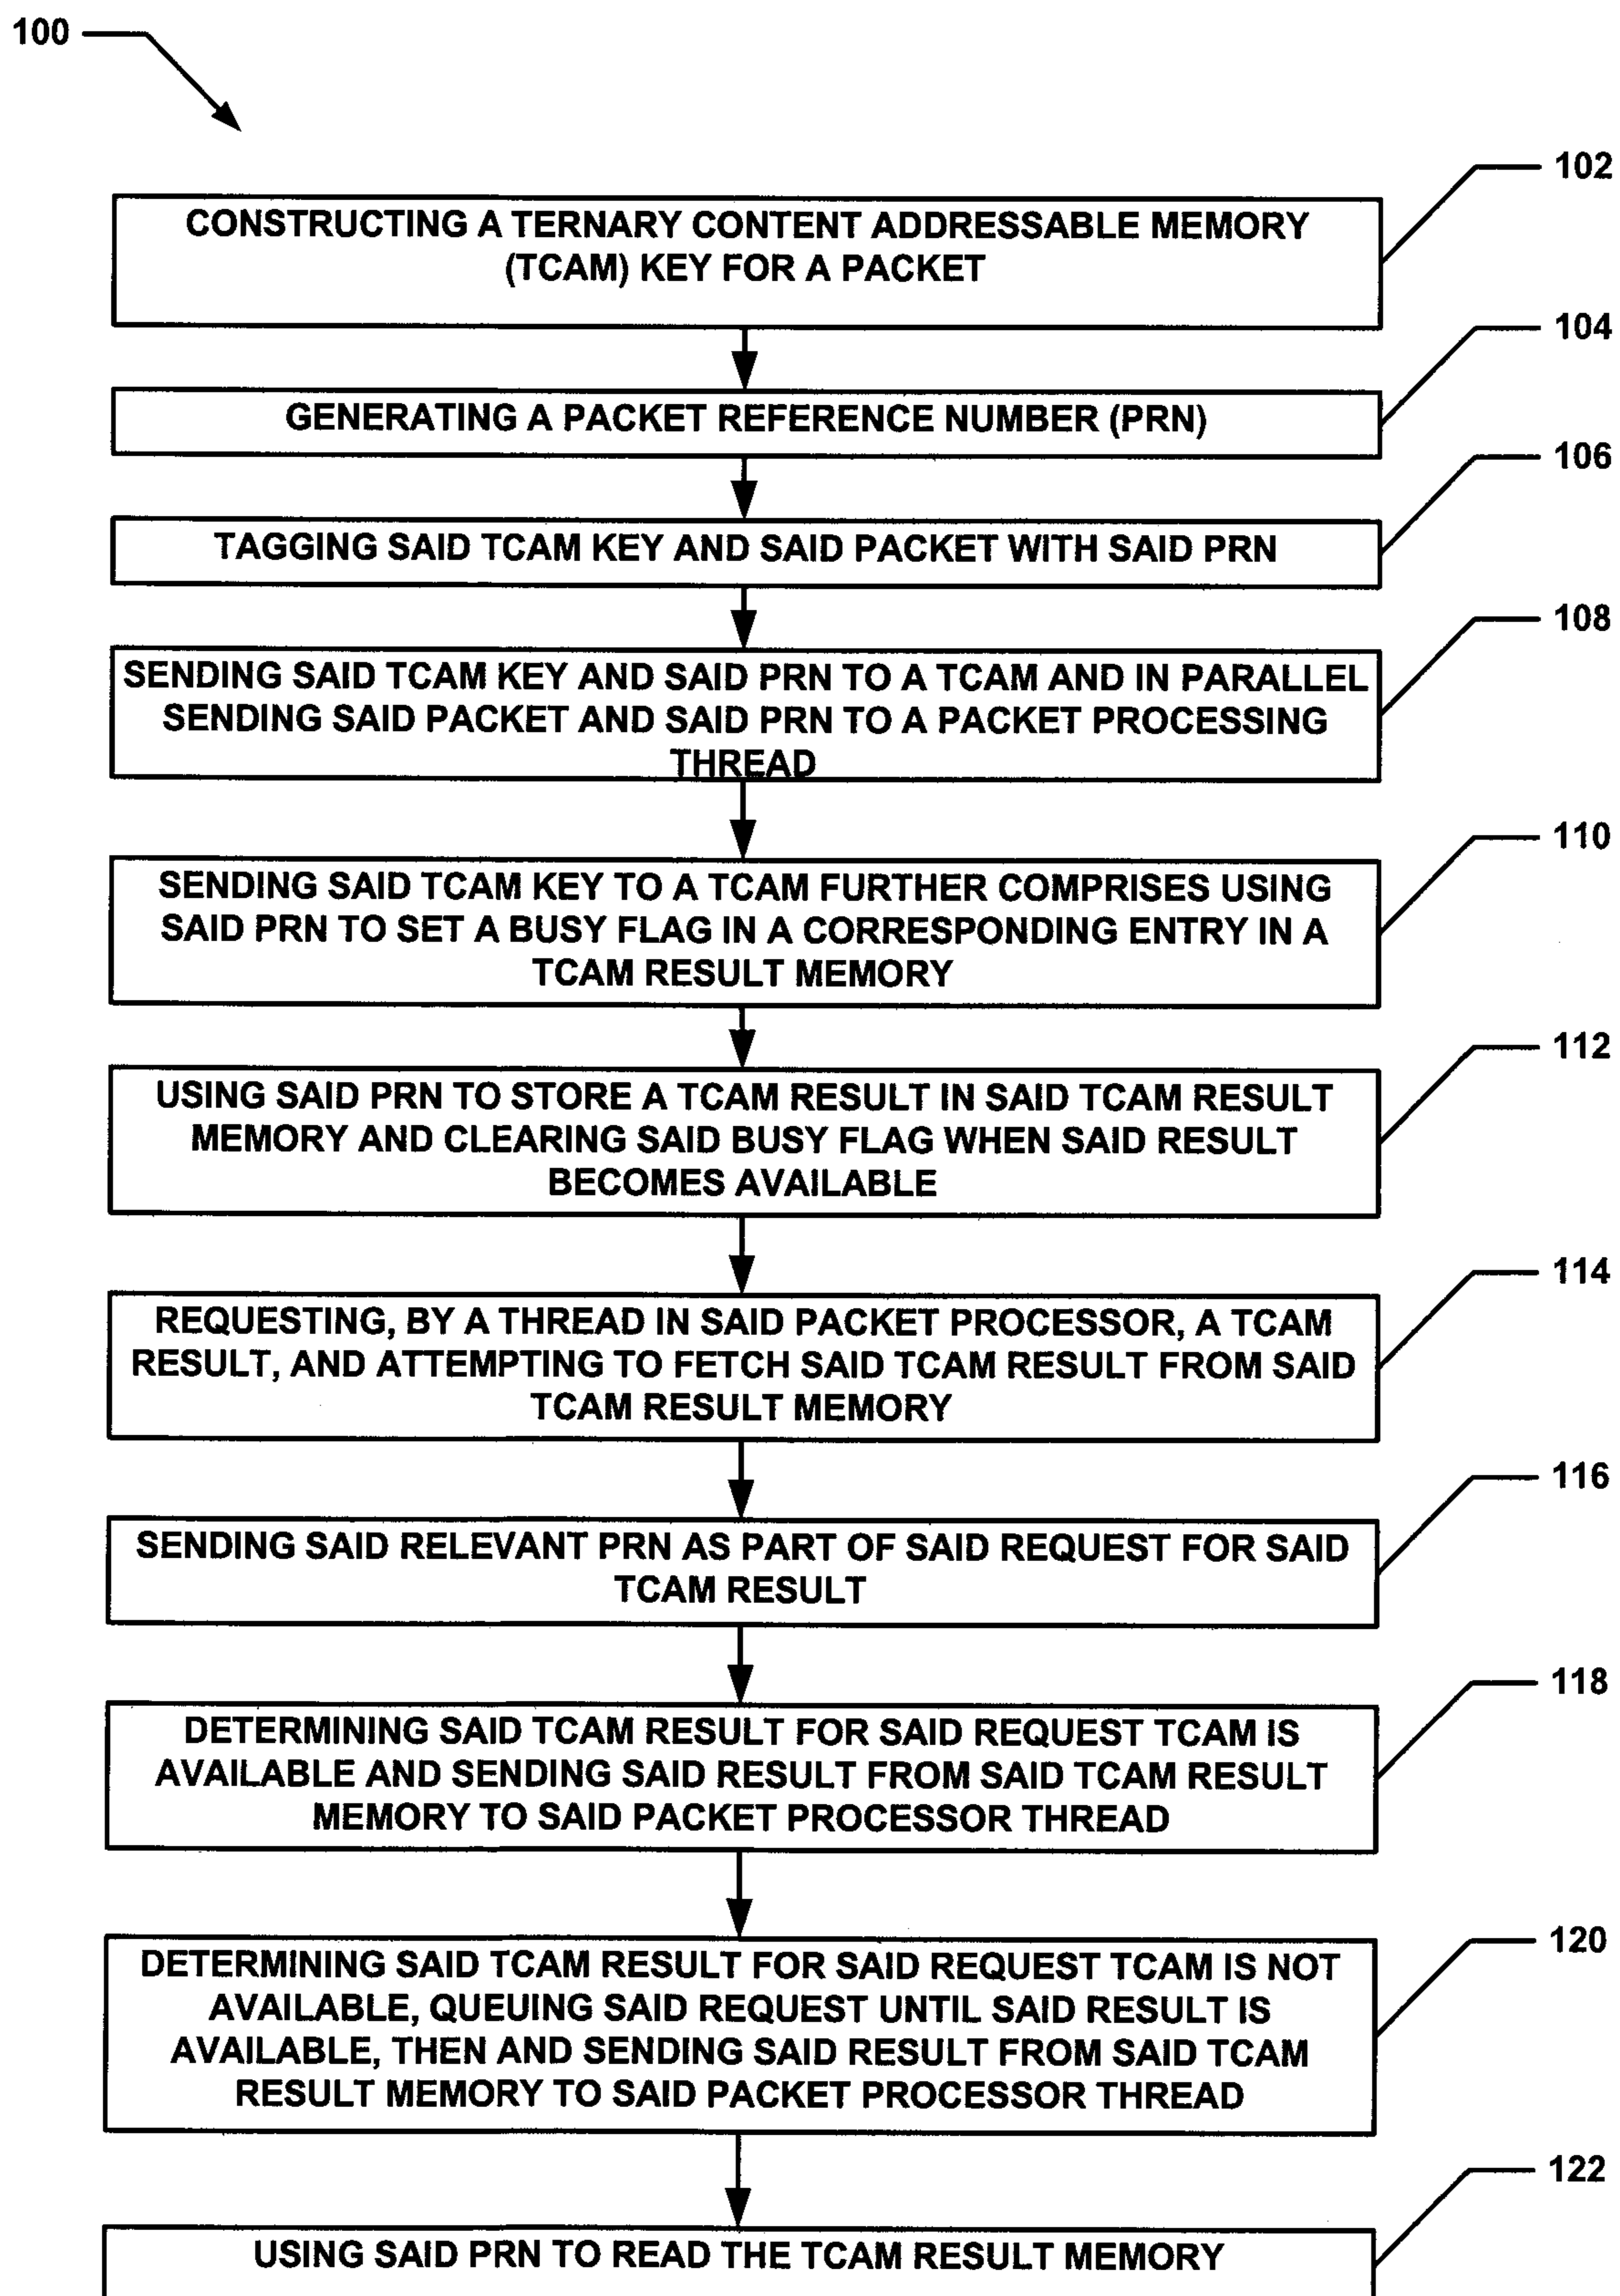 100
102
CONSTRUCTING A TERNARY CONTENT ADDRESSABLE MEMORY
(TCAM) KEY FOR A PACKET
104
GENERATING A PACKET REFERENCE NUMBER (PRN)
106
TAGGING SAID TCAM KEY AND SAID PACKET WITH SAID PRN
108
SENDING SAID TCAM KEY AND SAID PRN TO A TCAM AND IN PARALLEL
SENDING SAID PACKET AND SAID PRN TO A PACKET PROCESSING
THREAD
110
SENDING SAID TCAM KEY TO A TCAM FURTHER COMPRISES USING
SAID PRN TO SET A BUSY FLAG IN A CORRESPONDING ENTRY IN A
TCAM RESULT MEMORY
112
USING SAID PRN TO STORE A TCAM RESULT IN SAID TCAM RESULT
MEMORY AND CLEARING SAID BUSY FLAG WHEN SAID RESULT
BECOMES AVAILABLE
114
REQUESTING, BY A THREAD IN SAID PACKET PROCESSOR, A TCAM
RESULT, AND ATTEMPTING TO FETCH SAID TCAM RESULT FROM SAID
TCAM RESULT MEMORY
116
SENDING SAID RELEVANT PRN AS PART OF SAID REQUEST FOR SAID
TCAM RESULT
118
DETERMINING SAID TCAM RESULT FOR SAID REQUEST TCAM IS
AVAILABLE AND SENDING SAID RESULT FROM SAID TCAM RESULT
MEMORY TO SAID PACKET PROCESSOR THREAD
120
DETERMINING SAID TCAM RESULT FOR SAID REQUEST TCAM IS NOT
AVAILABLE, QUEUING SAID REQUEST UNTIL SAID RESULT IS
AVAILABLE, THEN AND SENDING SAID RESULT FROM SAID TCAM
RESULT MEMORY TO SAID PACKET PROCESSOR THREAD
122
USING SAID PRN TO READ THE TCAM RESULT MEMORY